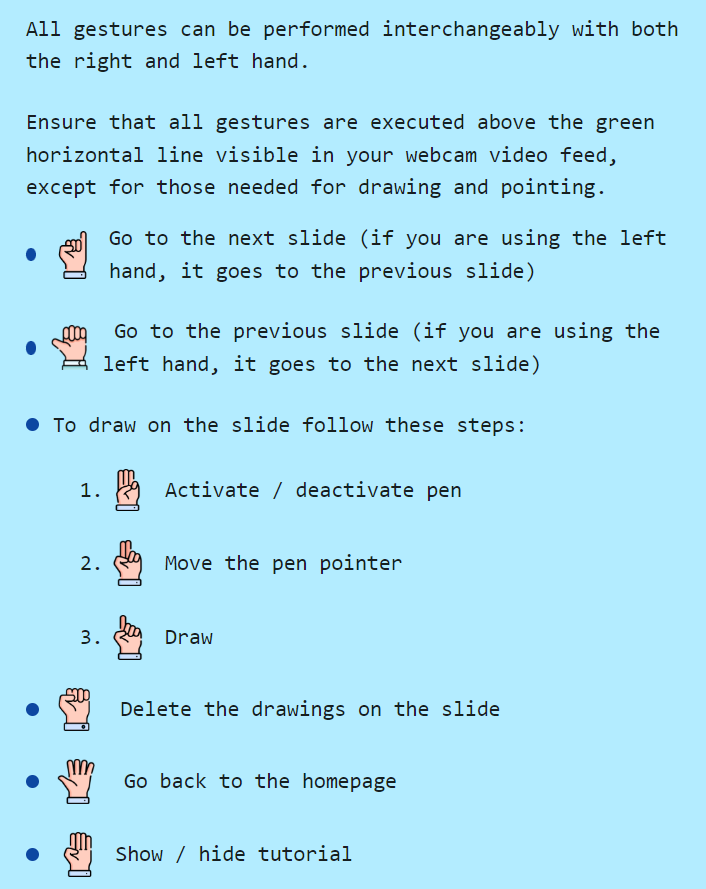 All gestures can be performed interchangeably with both
the right and left hand.
Ensure that all gestures are executed above the green
horizontal line visible in your webcam video feed,
except for those needed for drawing and pointing.
Go to the next slide (if you are using the left
hand, it goes to the previous slide)
Go to the previous slide (if you are using the
left hand, it goes to the next slide)
To draw on the slide follow these steps:
1. Activate / deactivate pen
2. Move the pen pointer
3. Draw
Delete the drawings on the slide
Go back to the homepage
Show / hide tutorial